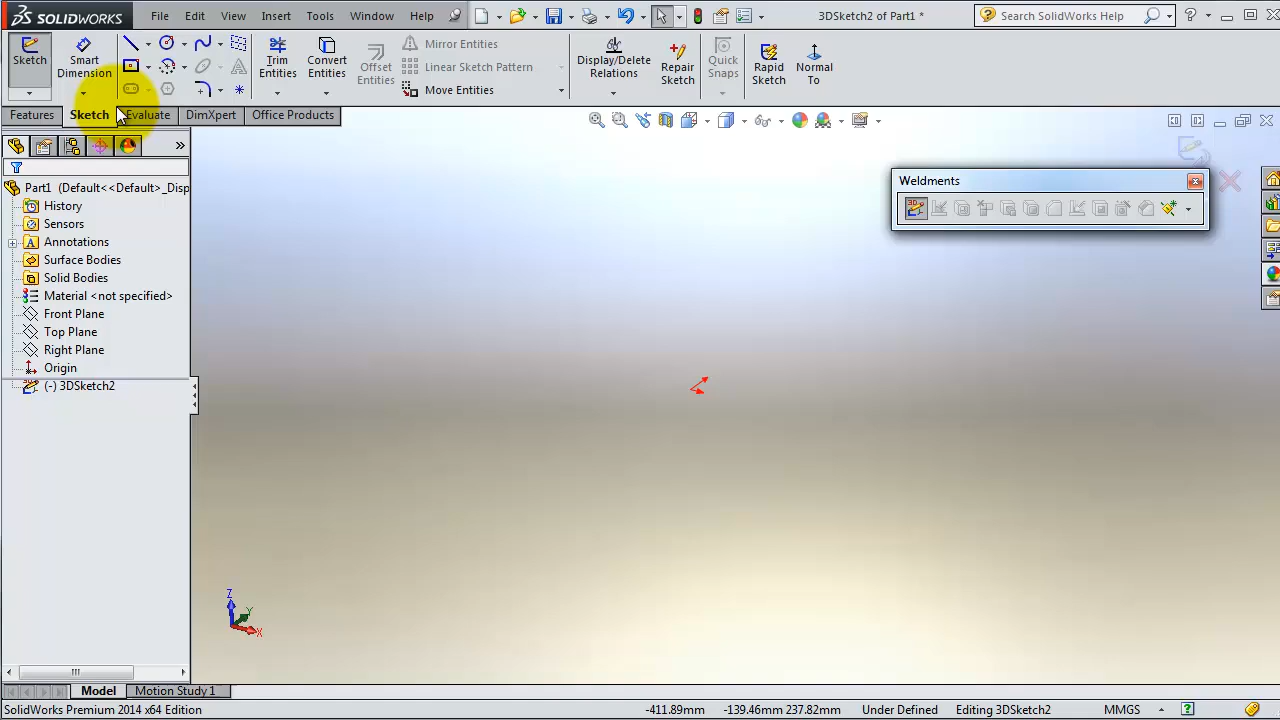 SOLIDWORKS File Edit View Insert Tools Window Help 3DSketch2 of Part1 * Search SolidWorks Help
Sketch Smart Dimension Trim Entities Convert Entities Offset Entities Mirror Entities Linear Sketch Pattern Move Entities Display/Delete Relations Repair Sketch Quick Snaps Rapid Sketch Normal To
Features Sketch Evaluate DimXpert Office Products
Weldments
3D
Part1 (Default<<Default>_Disp
History
Sensors
A Annotations
Surface Bodies
Solid Bodies
Material <not specified>
Front Plane
Top Plane
Right Plane
Origin
(-) 3DSketch2
Z
Y
X
Model Motion Study 1
SolidWorks Premium 2014 x64 Edition -411.89mm -139.46mm 237.82mm Under Defined Editing 3DSketch2 MMGS